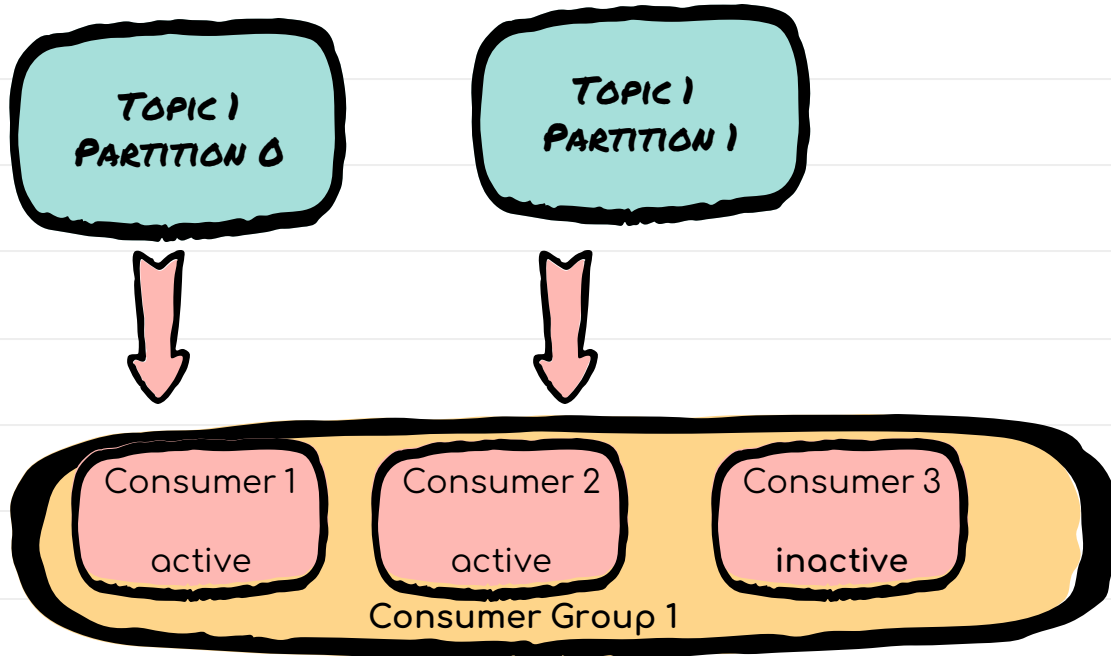 Topic 1
Partition 0
Topic 1
Partition 1
Consumer 1
active
Consumer 2
active
Consumer 3
inactive
Consumer Group 1